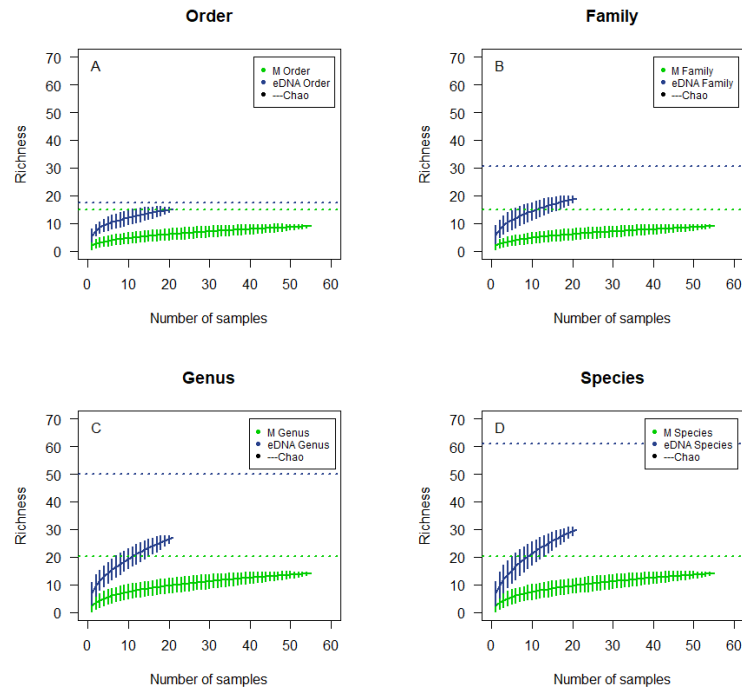 Order
A
M Order
eDNA Order
---Chao
70
60
50
40
30
20
10
0
Richness
0 10 20 30 40 50 60
Number of samples
Family
B
M Family
eDNA Family
---Chao
70
60
50
40
30
20
10
0
Richness
0 10 20 30 40 50 60
Number of samples
Genus
C
M Genus
eDNA Genus
---Chao
70
60
50
40
30
20
10
0
Richness
0 10 20 30 40 50 60
Number of samples
Species
D
M Species
eDNA Species
---Chao
70
60
50
40
30
20
10
0
Richness
0 10 20 30 40 50 60
Number of samples